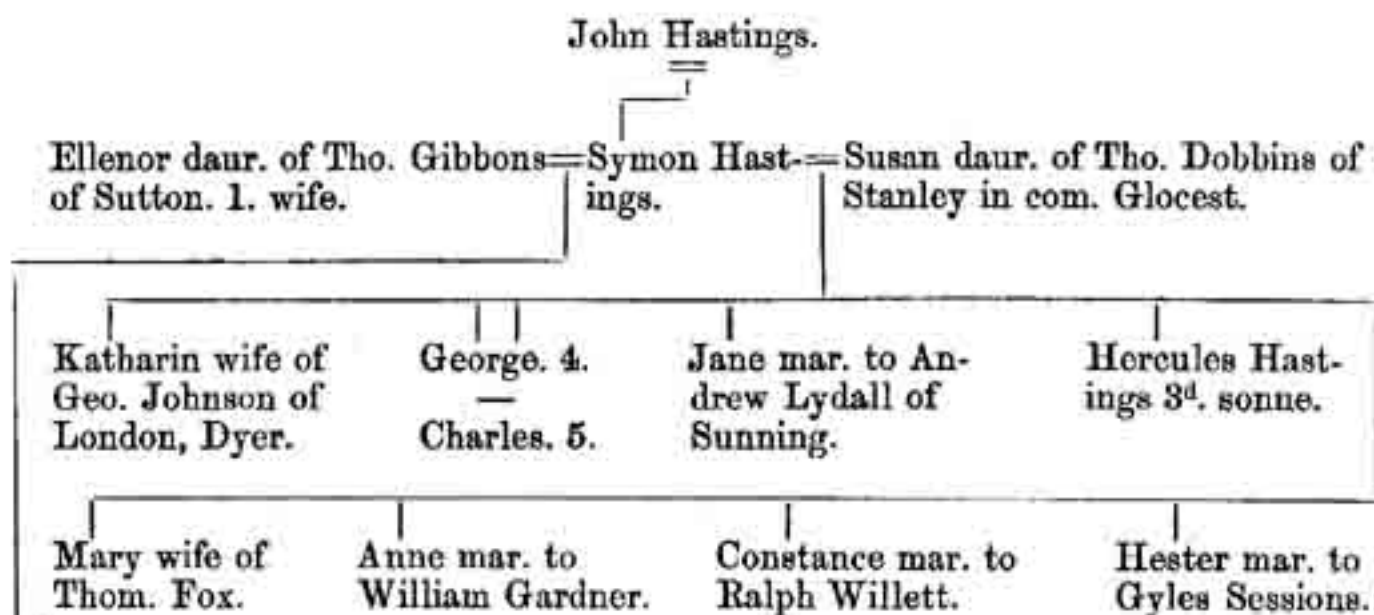 John Hastings.
Ellenor daur. of Tho. Gibbons
of Sutton. 1. wife.
Symon Hast-
ings.
Susan daur. of Tho. Dobbins of
Stanley in com. Glocest.
Katharin wife of
Geo. Johnson of
London, Dyer.
George. 4.
—
Charles. 5.
Jane mar. to An-
drew Lydall of
Sunning.
Hercules Hast-
ings 3d. sonne.
Mary wife of
Thom. Fox.
Anne mar. to
William Gardner.
Constance mar. to
Ralph Willett.
Hester mar. to
Gyles Sessions.